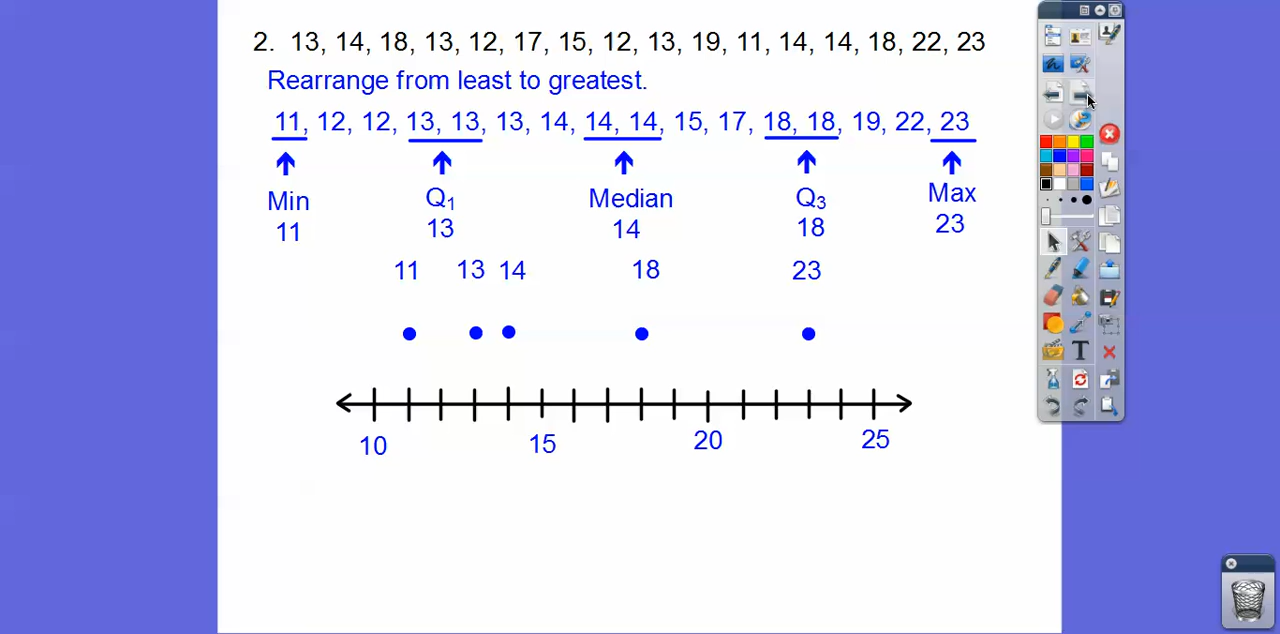 2. 13, 14, 18, 13, 12, 17, 15, 12, 13, 19, 11, 14, 14, 18, 22, 23
Rearrange from least to greatest.
11, 12, 12, 13, 13, 13, 14, 14, 14, 15, 17, 18, 18, 19, 22, 23
Min Q₁ Median Q₃ Max
11 13 14 18 23
11 13 14 18 23
10 15 20 25
T